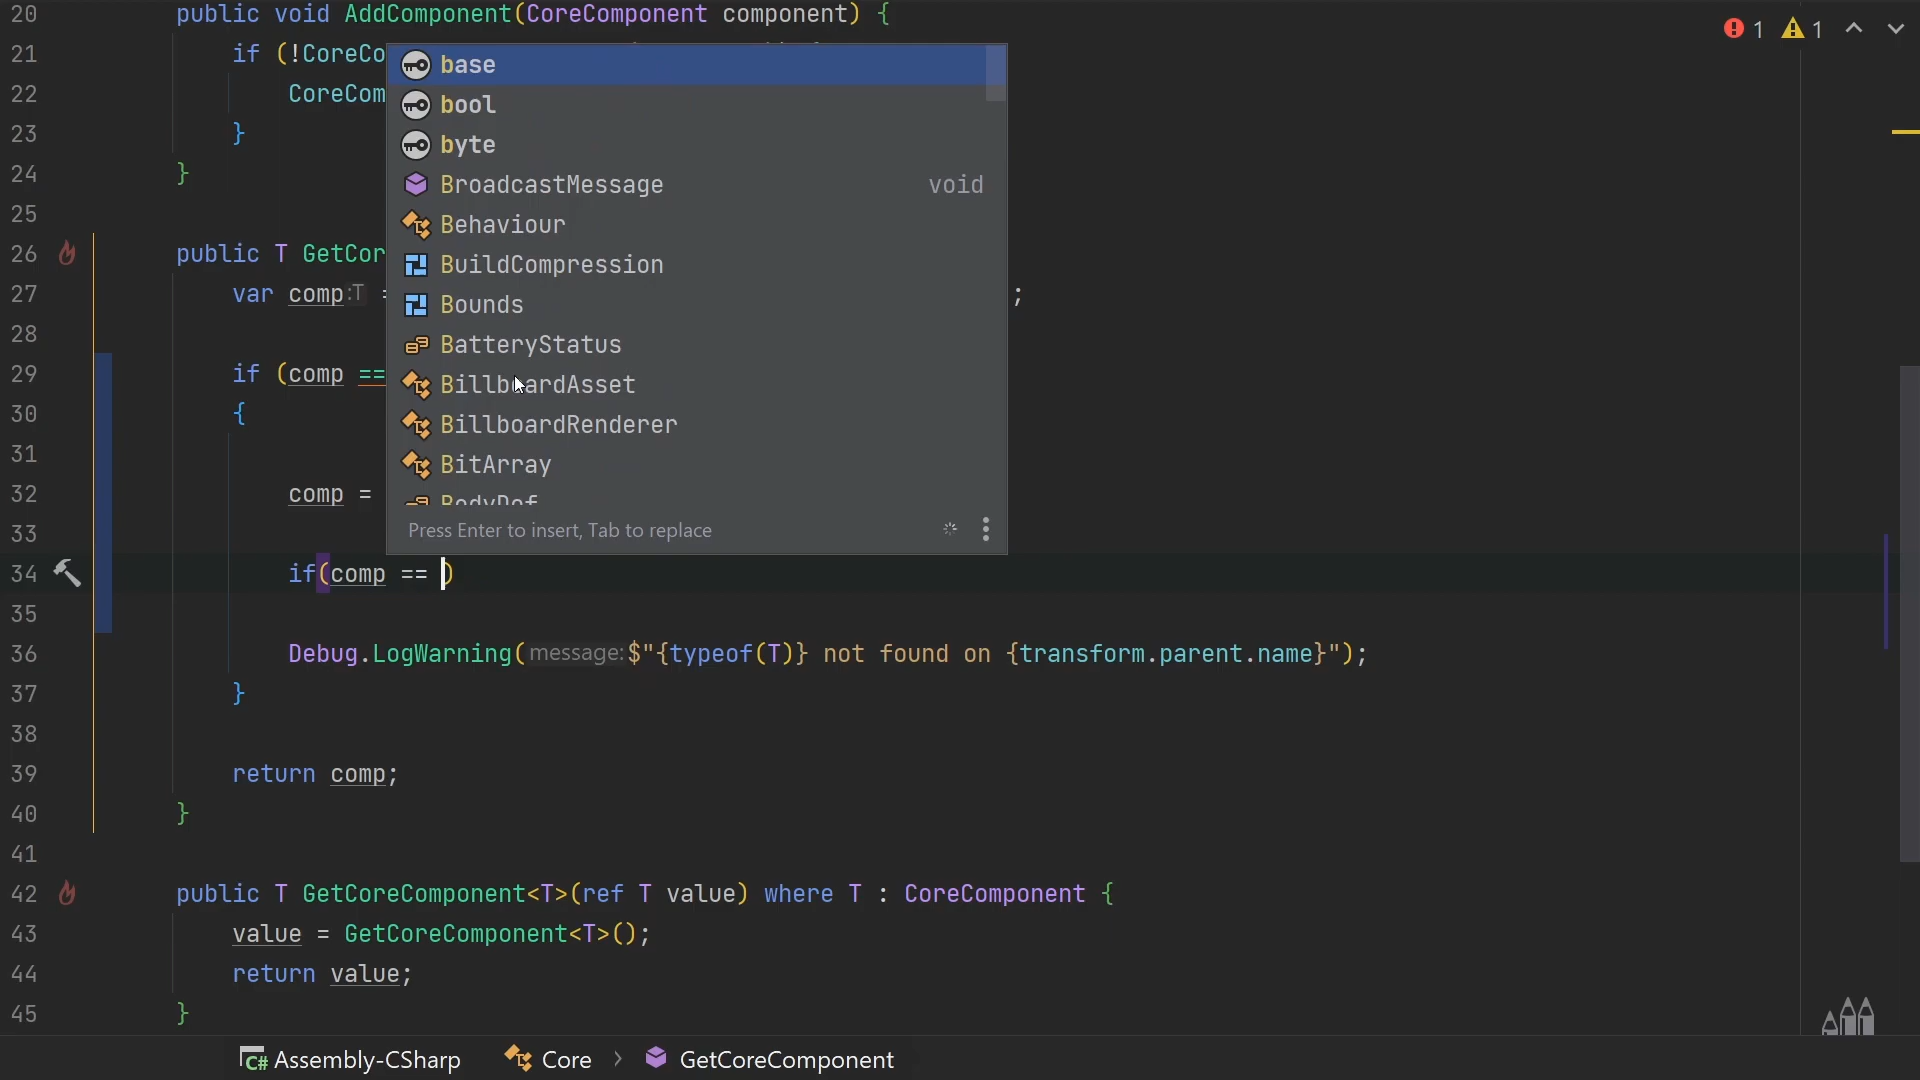 20 public void AddComponent(CoreComponent component) {
21 if (!CoreCo
22 CoreCom
23 }
24 }
25
26 public T GetCor
27 var comp :T = ;
28
29 if (comp ==
30 {
31
32 comp =
33
34 if(comp == )
35
36 Debug.LogWarning( message: $"{typeof(T)} not found on {transform.parent.name}");
37 }
38
39 return comp;
40 }
41
42 public T GetCoreComponent<T>(ref T value) where T : CoreComponent {
43 value = GetCoreComponent<T>();
44 return value;
45 }
base
bool
byte
BroadcastMessage void
Behaviour
BuildCompression
Bounds
BatteryStatus
BillboardAsset
BillboardRenderer
BitArray
Press Enter to insert, Tab to replace
1 1
C# Assembly-CSharp Core > GetCoreComponent